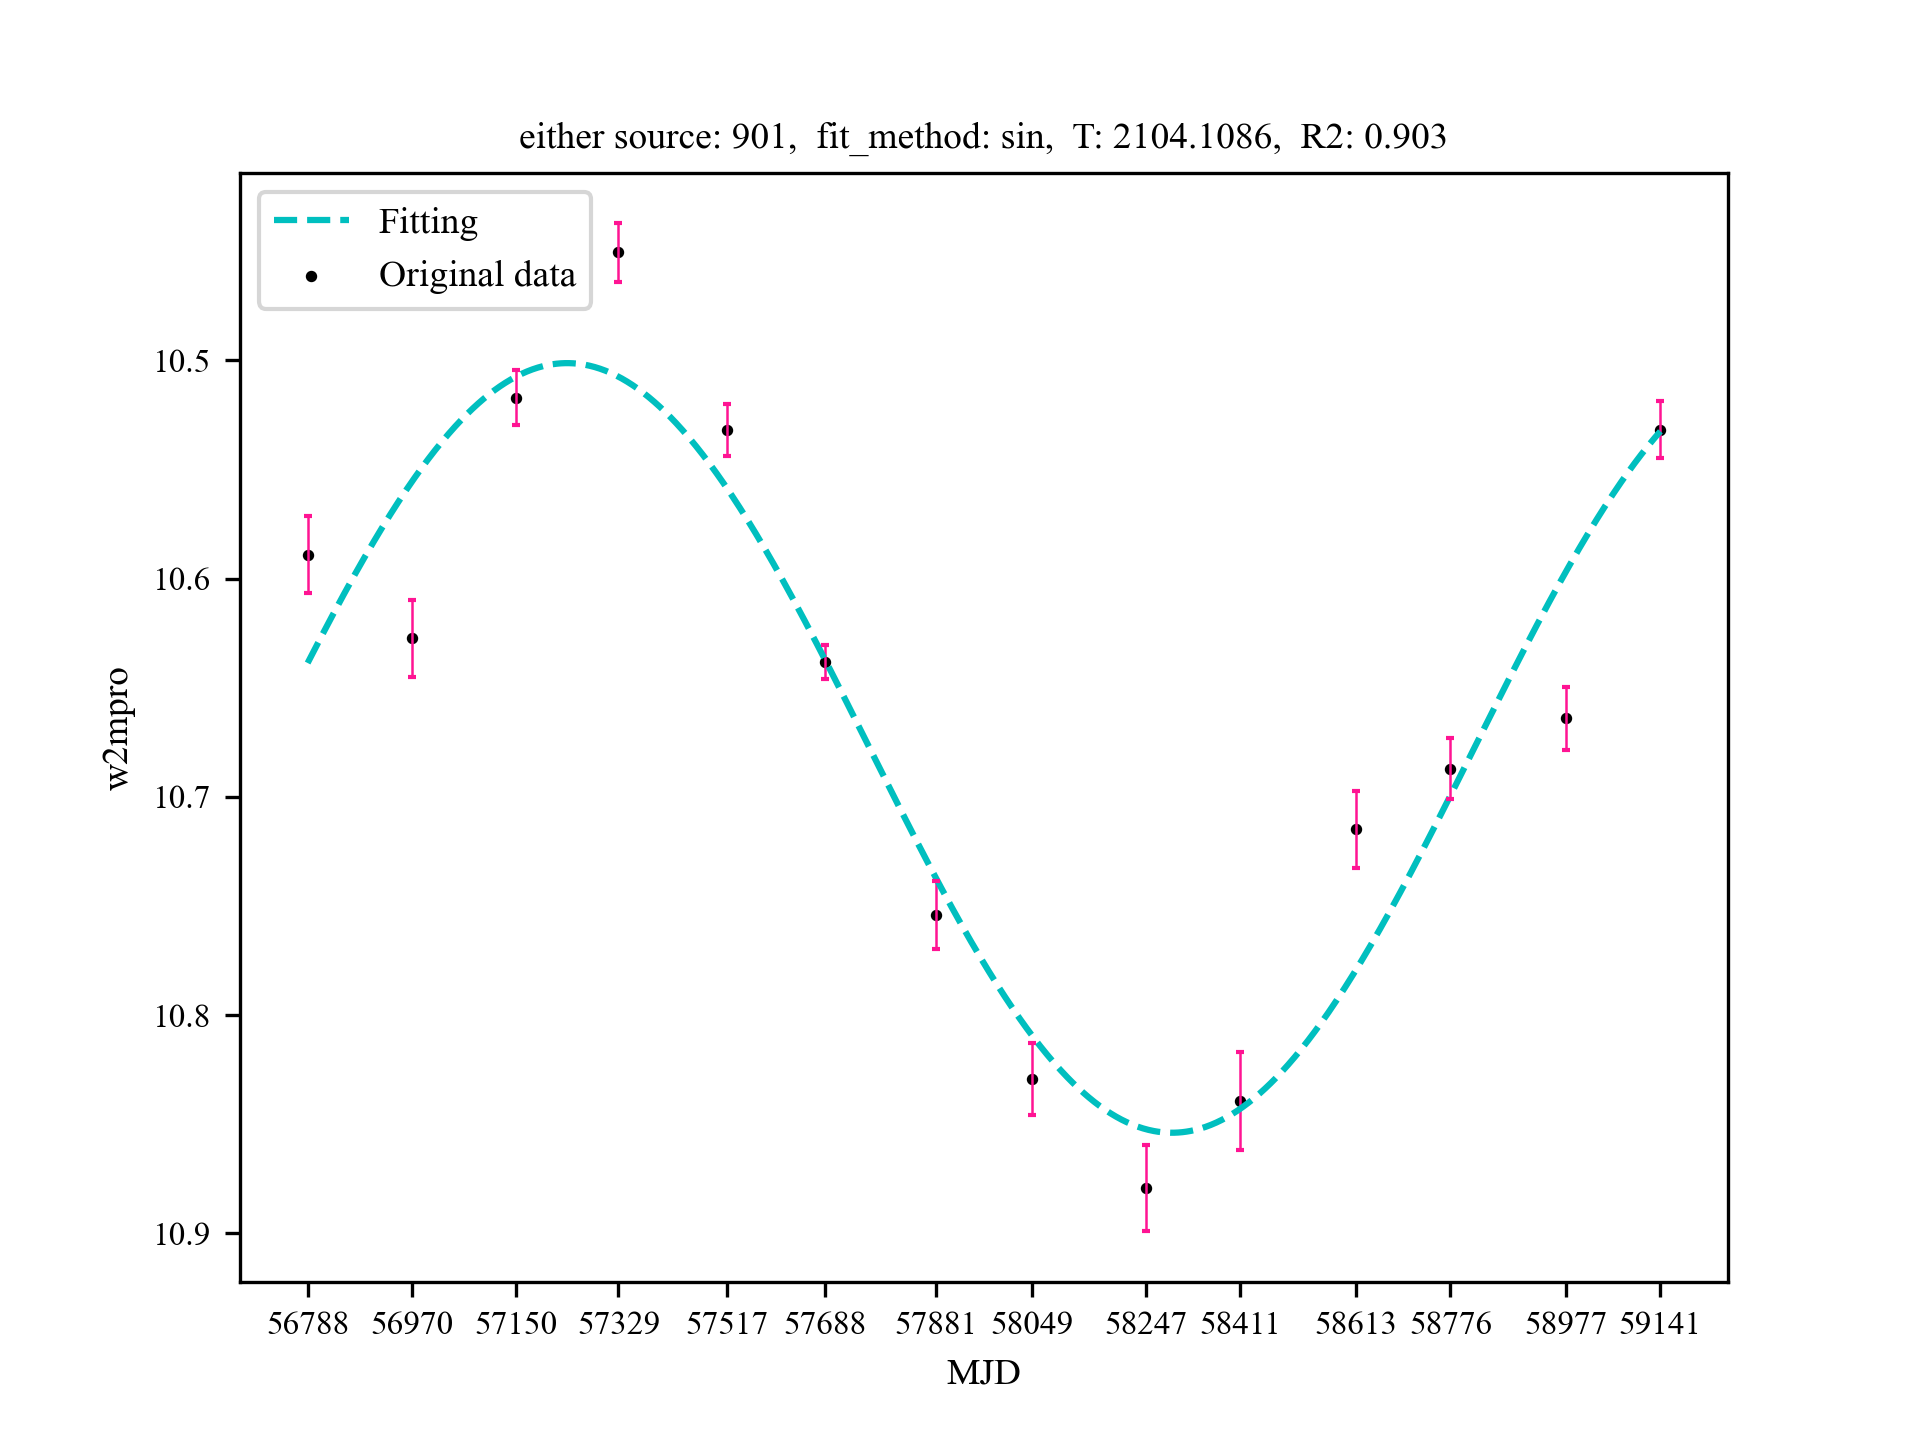 either source: 901,  fit_method: sin,  T: 2104.1086,  R2: 0.903
Fitting
Original data
10.5
10.6
10.7
10.8
10.9
w2mpro
56788 56970 57150 57329 57517 57688 57881 58049 58247 58411 58613 58776 58977 59141
MJD